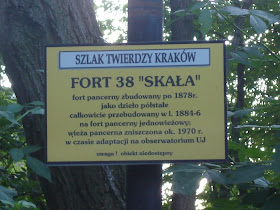 SZLAK TWIERDZY KRAKÓW
FORT 38 "SKAŁA"
fort pancerny zbudowany po 1878r.
jako dzieło półstałe
całkowicie przebudowany w l. 1884-6
na fort pancerny jednowieżowy;
wieża pancerna zniszczona ok. 1970 r.
w czasie adaptacji na obserwatorium UJ
uwaga ! obiekt niedostępny